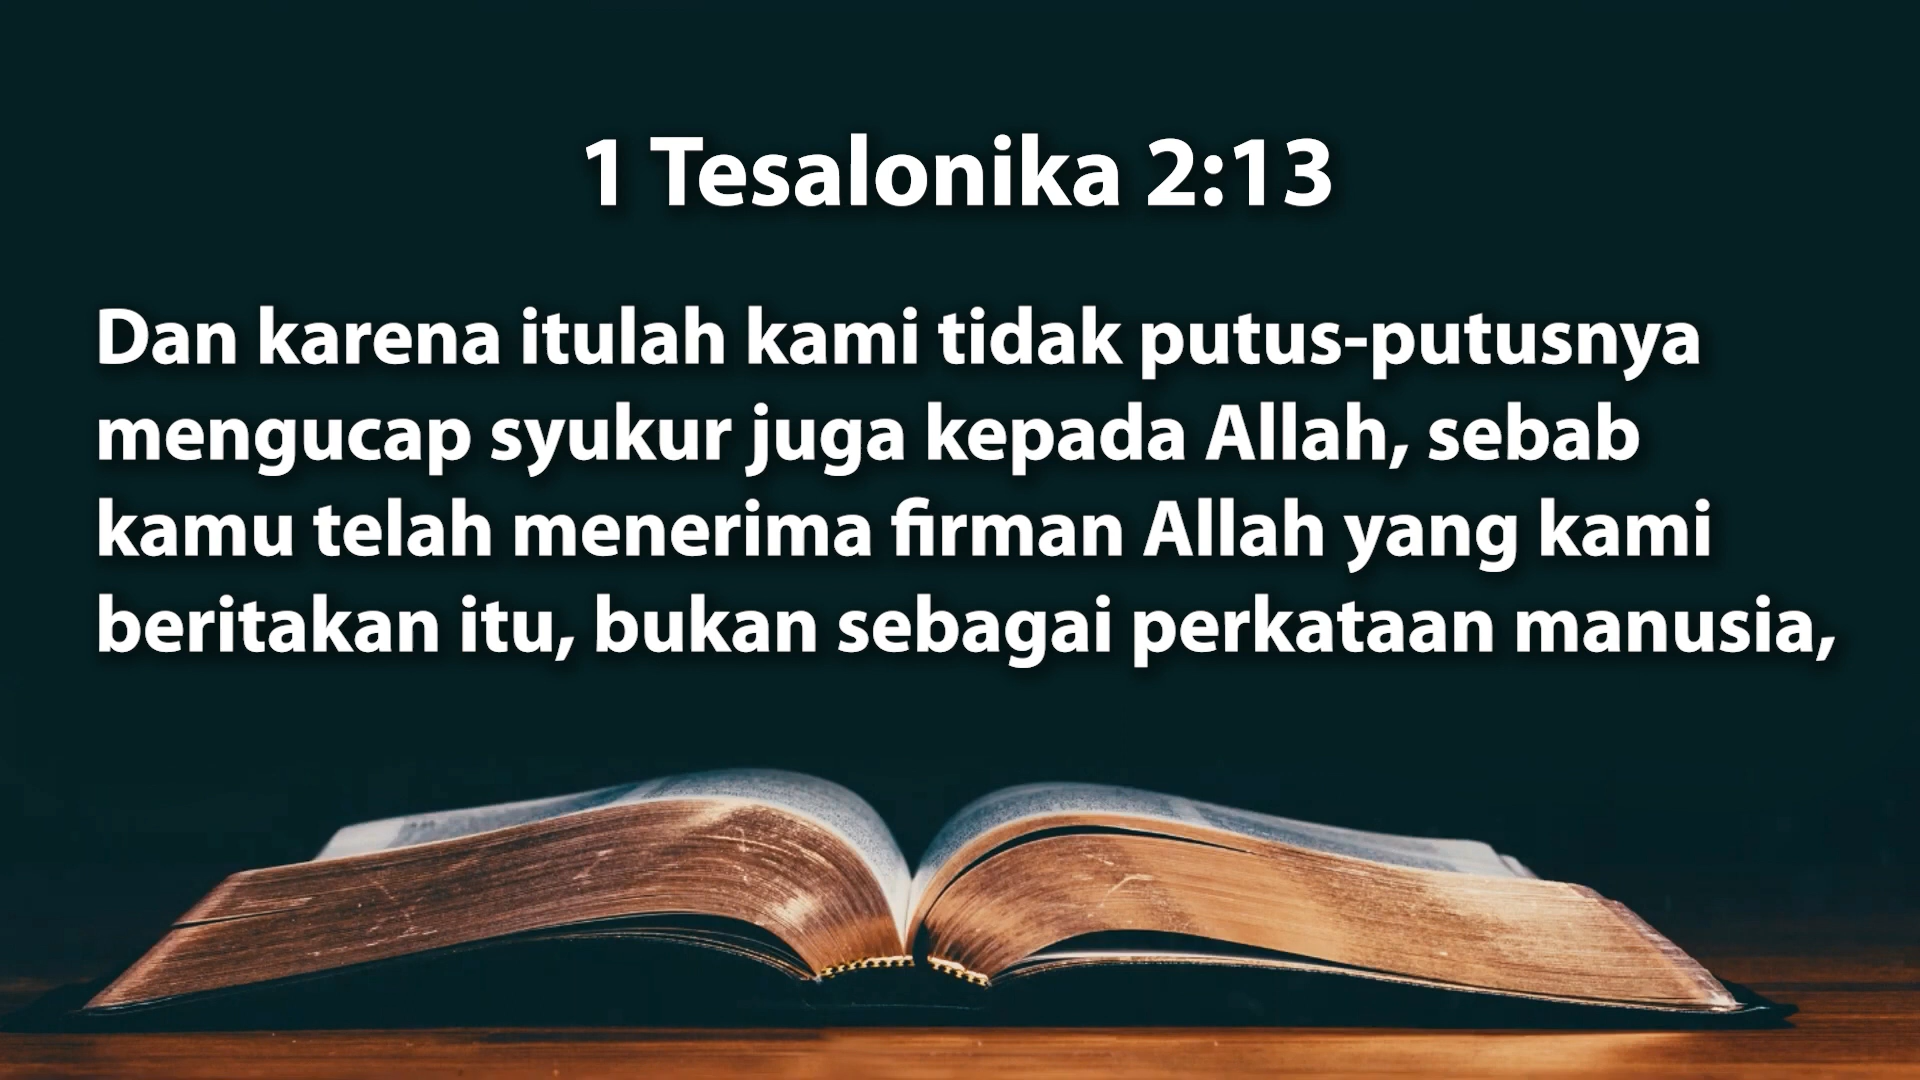 1 Tesalonika 2:13
Dan karena itulah kami tidak putus-putusnya
mengucap syukur juga kepada Allah, sebab
kamu telah menerima firman Allah yang kami
beritakan itu, bukan sebagai perkataan manusia,